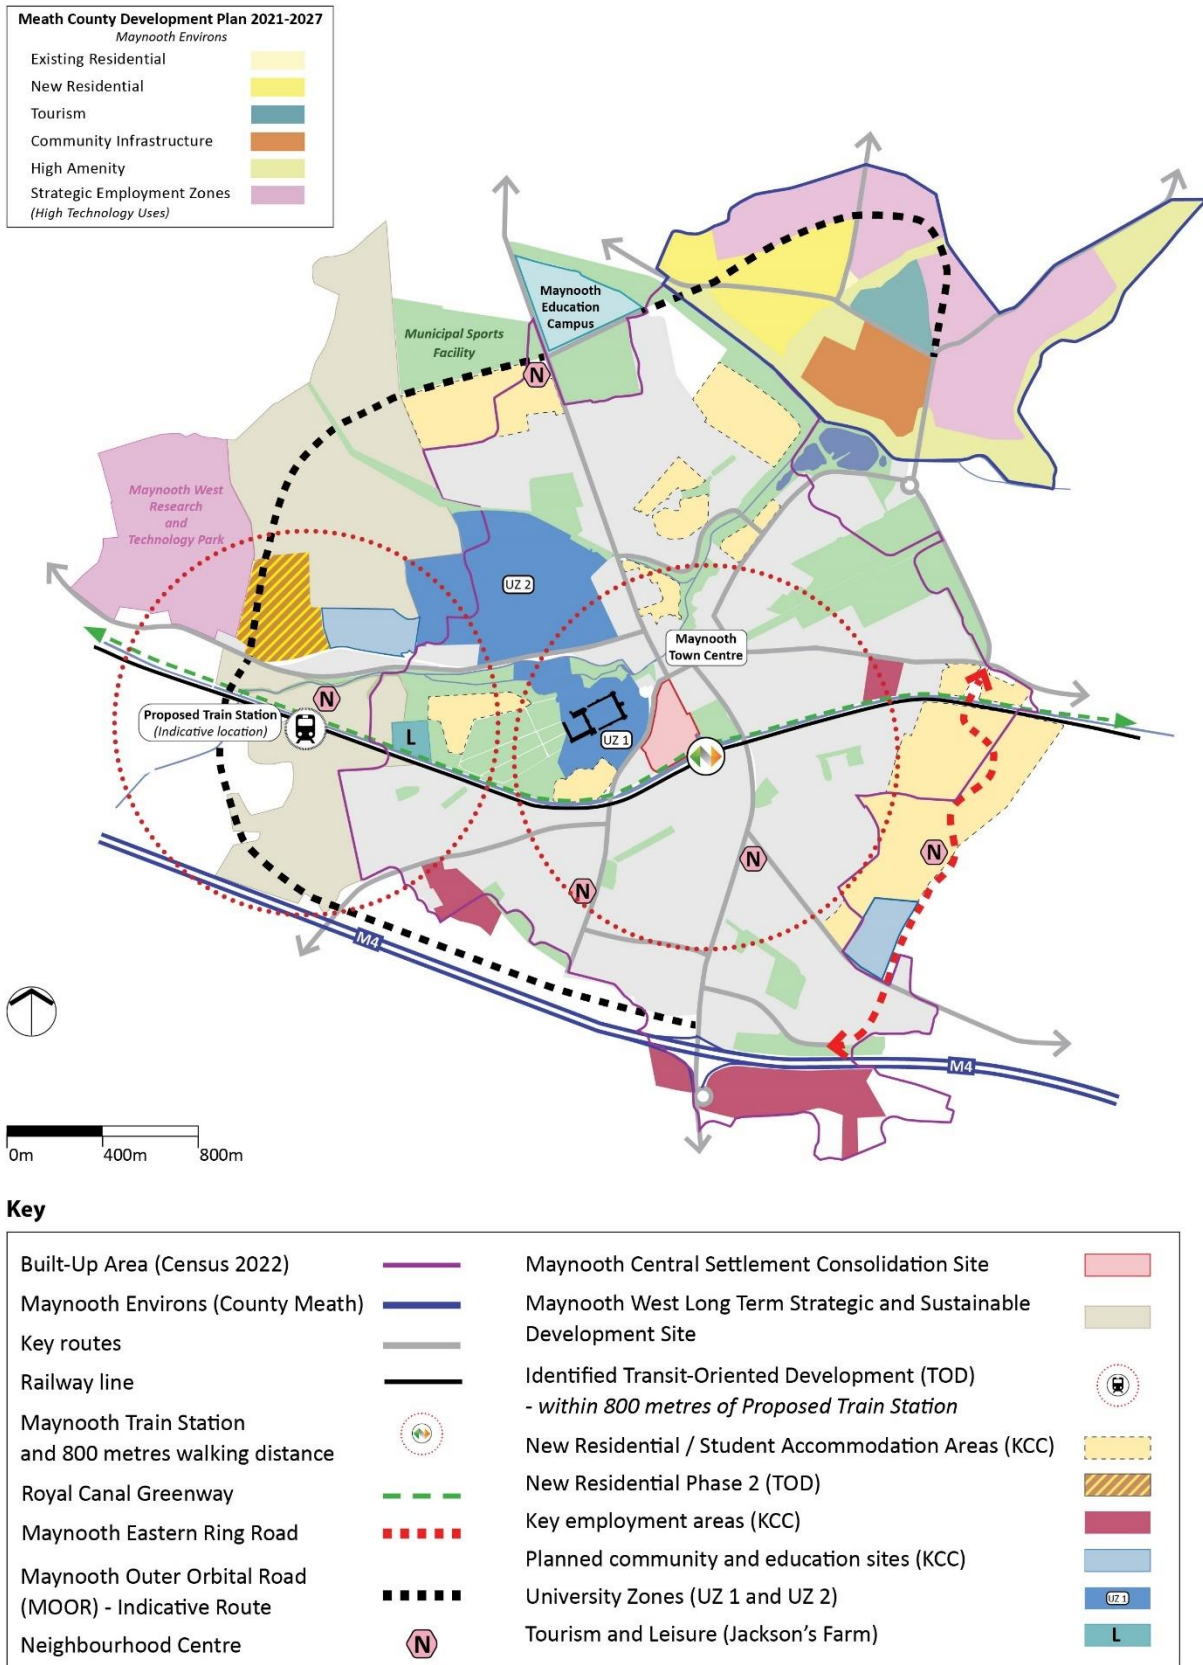 Meath County Development Plan 2021-2027
Maynooth Environs
Existing Residential
New Residential
Tourism
Community Infrastructure
High Amenity
Strategic Employment Zones
(High Technology Uses)
Maynooth
Education
Campus
Municipal Sports
Facility
N
Maynooth West
Research
and
Technology Park
UZ 2
Maynooth
Town Centre
N
Proposed Train Station
(Indicative location)
L
UZ 1
N
N
N
M4
M4
0m
400m
800m
Key
Built-Up Area (Census 2022)
Maynooth Environs (County Meath)
Key routes
Railway line
Maynooth Train Station
and 800 metres walking distance
Royal Canal Greenway
Maynooth Eastern Ring Road
Maynooth Outer Orbital Road
(MOOR) - Indicative Route
Neighbourhood Centre
N
Maynooth Central Settlement Consolidation Site
Maynooth West Long Term Strategic and Sustainable
Development Site
Identified Transit-Oriented Development (TOD)
- within 800 metres of Proposed Train Station
New Residential / Student Accommodation Areas (KCC)
New Residential Phase 2 (TOD)
Key employment areas (KCC)
Planned community and education sites (KCC)
University Zones (UZ 1 and UZ 2)
UZ 1
Tourism and Leisure (Jackson's Farm)
L